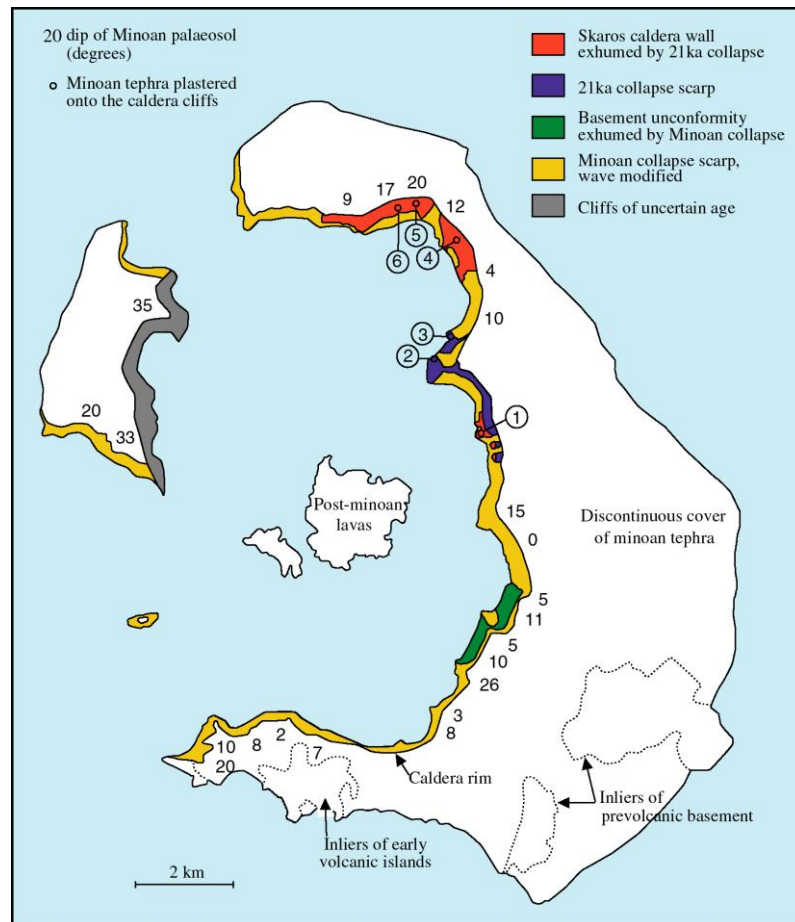 20 dip of Minoan palaeosol
(degrees)
Minoan tephra plastered
onto the caldera cliffs
Skaros caldera wall
exhumed by 21ka collapse
21ka collapse scarp
Basement unconformity
exhumed by Minoan collapse
Minoan collapse scarp,
wave modified
Cliffs of uncertain age
9
17
20
12
5
6
4
4
35
10
3
2
20
33
1
Post-minoan
lavas
15
0
Discontinuous cover
of minoan tephra
5
11
5
10
26
3
8
10
8
2
7
20
Caldera rim
Inliers of early
volcanic islands
Inliers of
prevolcanic basement
2 km